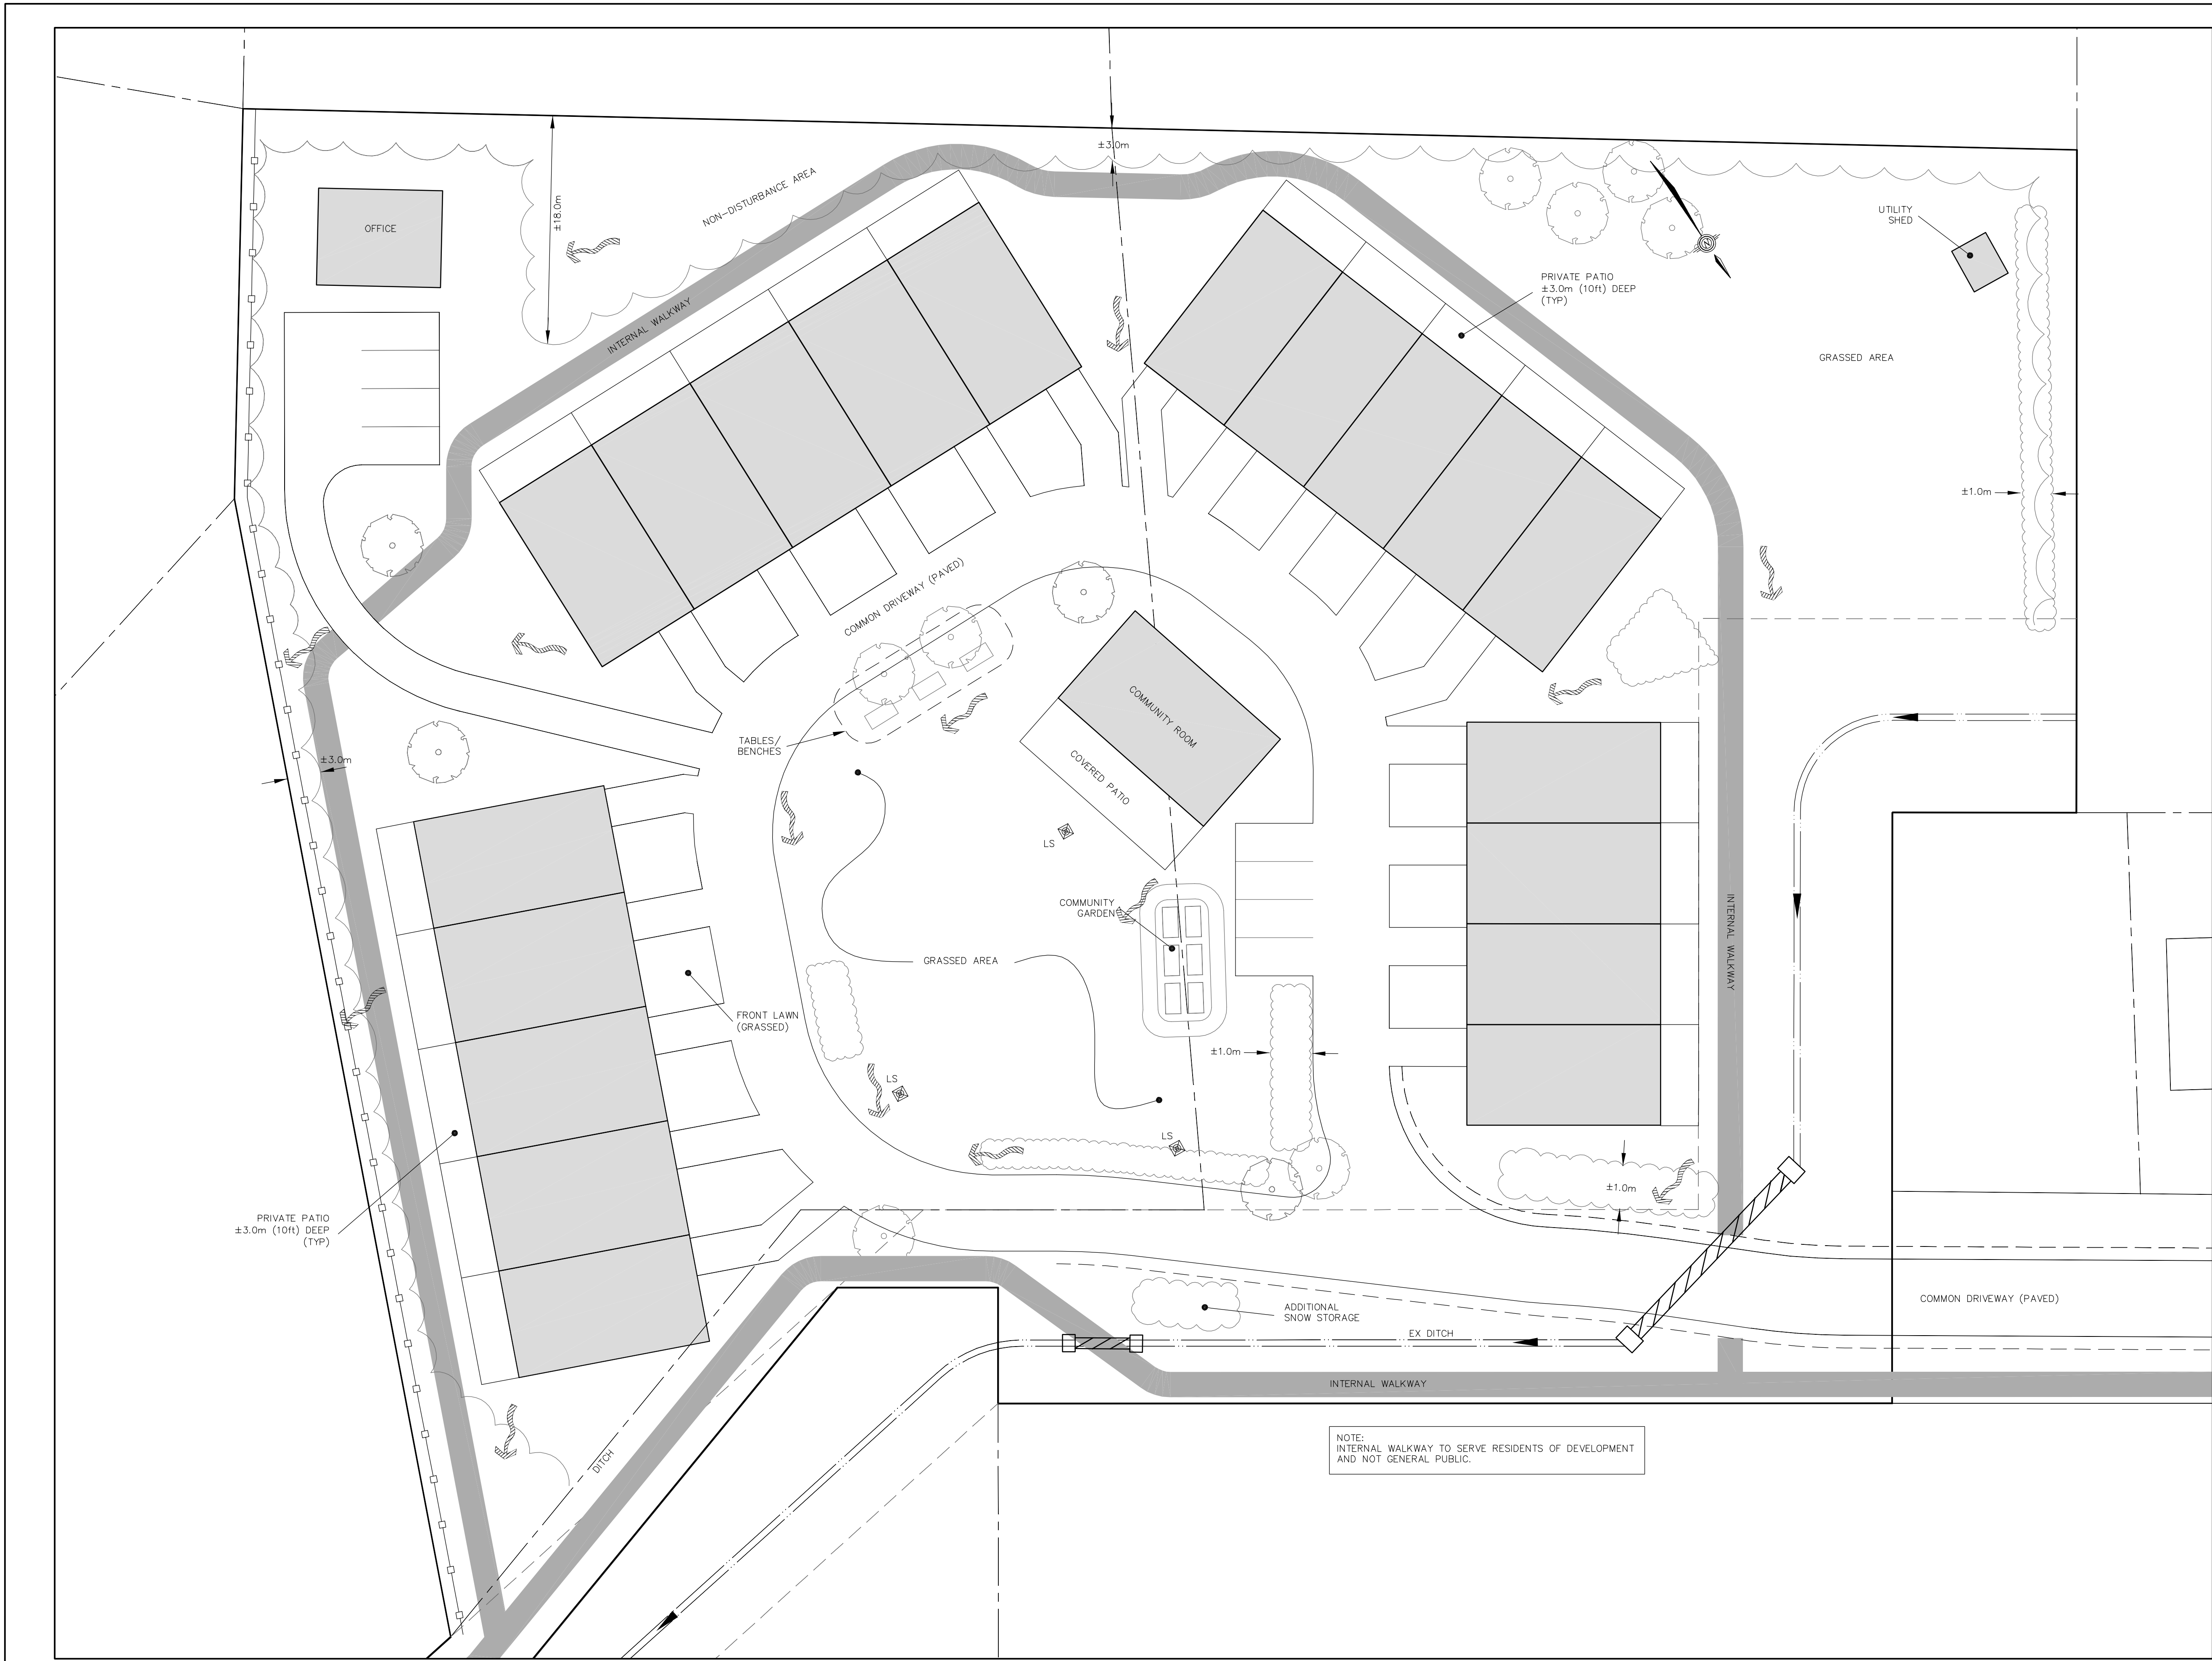 ±3.0m
NON-DISTURBANCE AREA
±18.0m
OFFICE
UTILITY
SHED
PRIVATE PATIO
±3.0m (10ft) DEEP
(TYP)
INTERNAL WALKWAY
GRASSED AREA
±1.0m
COMMON DRIVEWAY (PAVED)
COMMUNITY ROOM
TABLES/
BENCHES
±3.0m
COVERED PATIO
LS
COMMUNITY
GARDEN
INTERNAL WALKWAY
GRASSED AREA
FRONT LAWN
(GRASSED)
±1.0m
LS
LS
±1.0m
PRIVATE PATIO
±3.0m (10ft) DEEP
(TYP)
ADDITIONAL
SNOW STORAGE
COMMON DRIVEWAY (PAVED)
EX DITCH
INTERNAL WALKWAY
DITCH
NOTE:
INTERNAL WALKWAY TO SERVE RESIDENTS OF DEVELOPMENT
AND NOT GENERAL PUBLIC.